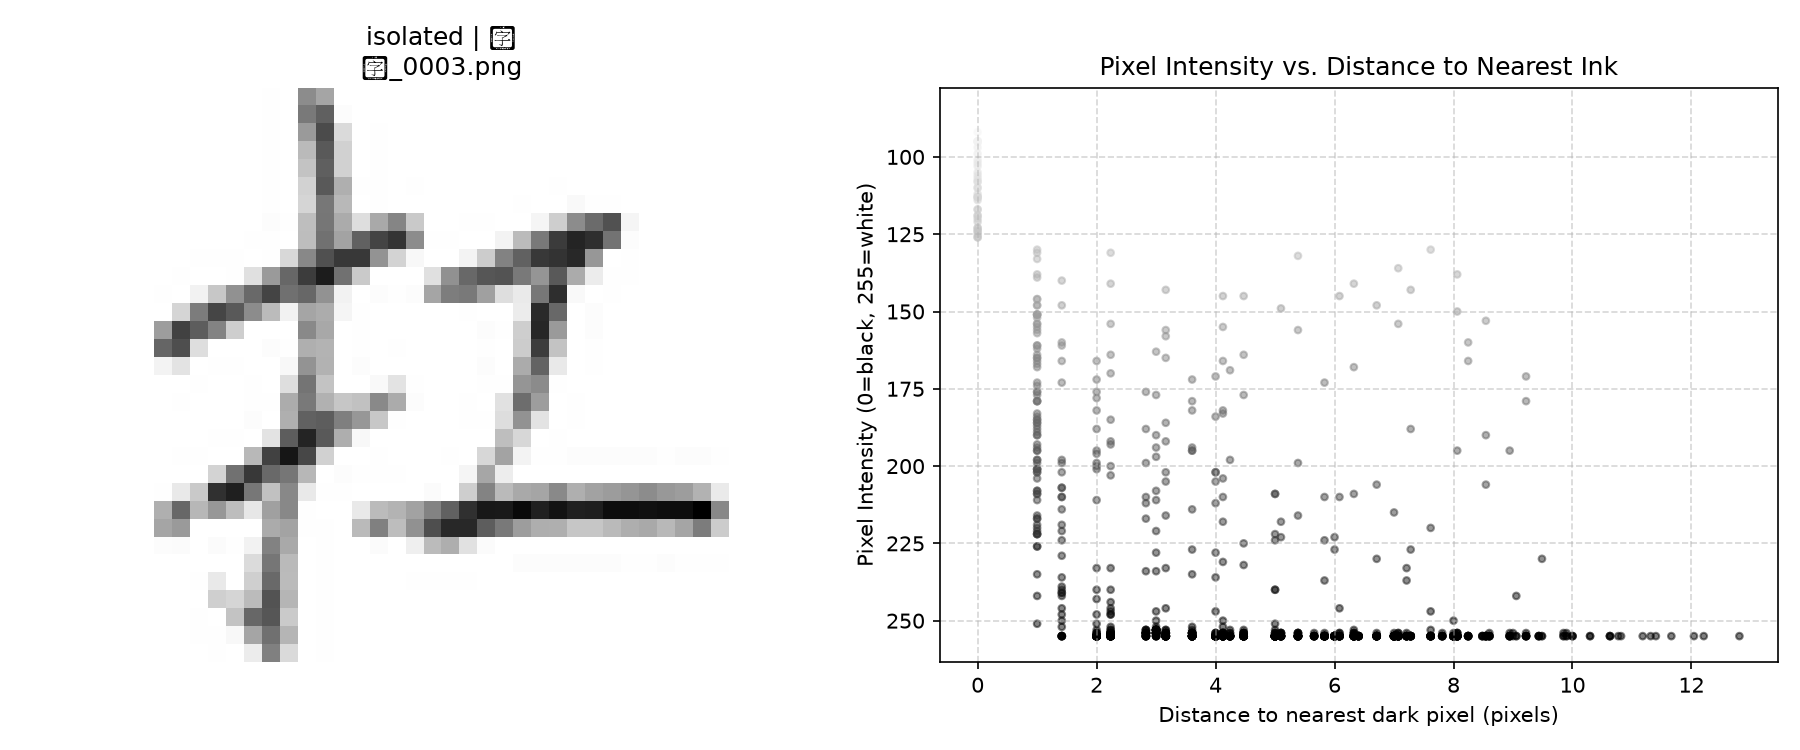 isolated |
_0003.png
扛
Pixel Intensity vs. Distance to Nearest Ink
Pixel Intensity (0=black, 255=white)
100
125
150
175
200
225
250
0 2 4 6 8 10 12
Distance to nearest dark pixel (pixels)